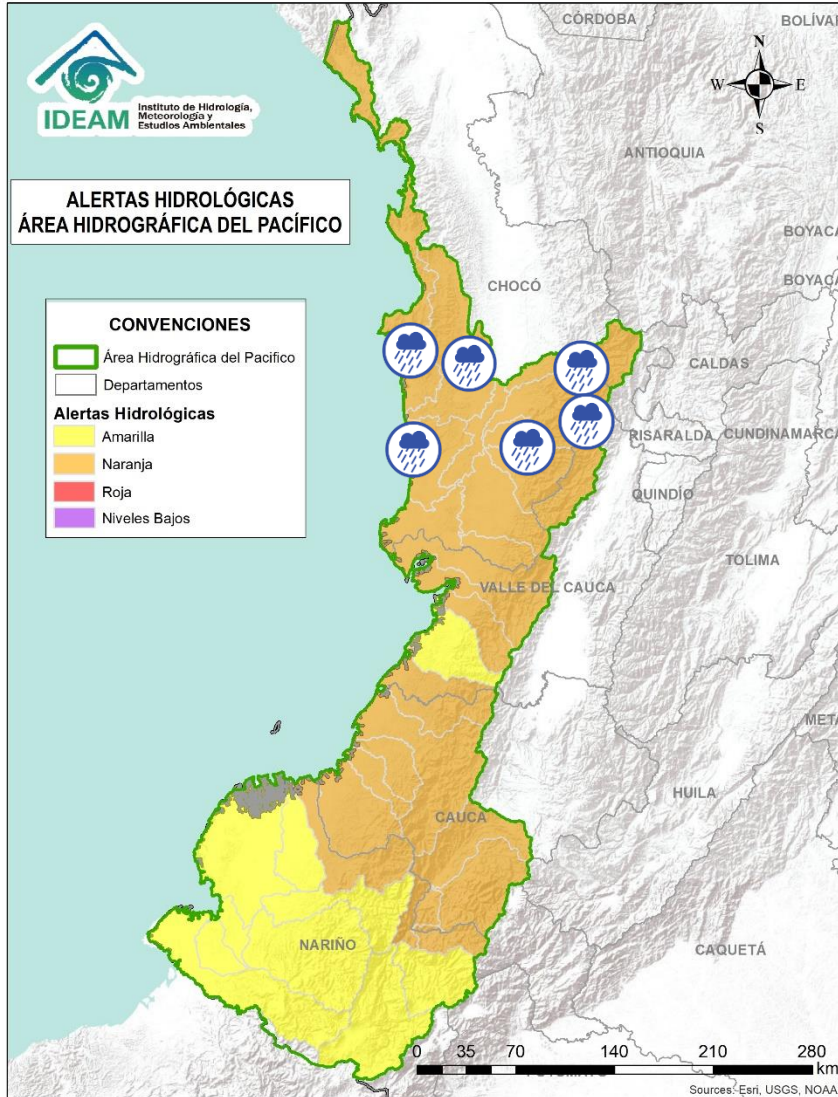 CÓRDOBA
BOLÍVAR
N
W E
S
IDEAM
Instituto de Hidrología,
Meteorología y
Estudios Ambientales
ANTIOQUIA
ALERTAS HIDROLÓGICAS
ÁREA HIDROGRÁFICA DEL PACÍFICO
BOYACÁ
BOYACÁ
CHOCÓ
CONVENCIONES
Área Hidrográfica del Pacifico
Departamentos
Alertas Hidrológicas
Amarilla
Naranja
Roja
Niveles Bajos
CALDAS
RISARALDA
CUNDINAMARCA
QUINDÍO
TOLIMA
VALLE DEL CAUCA
META
HUILA
CAUCA
NARIÑO
CAQUETÁ
0 35 70 140 210 280
km
Sources: Esri, USGS, NOAA